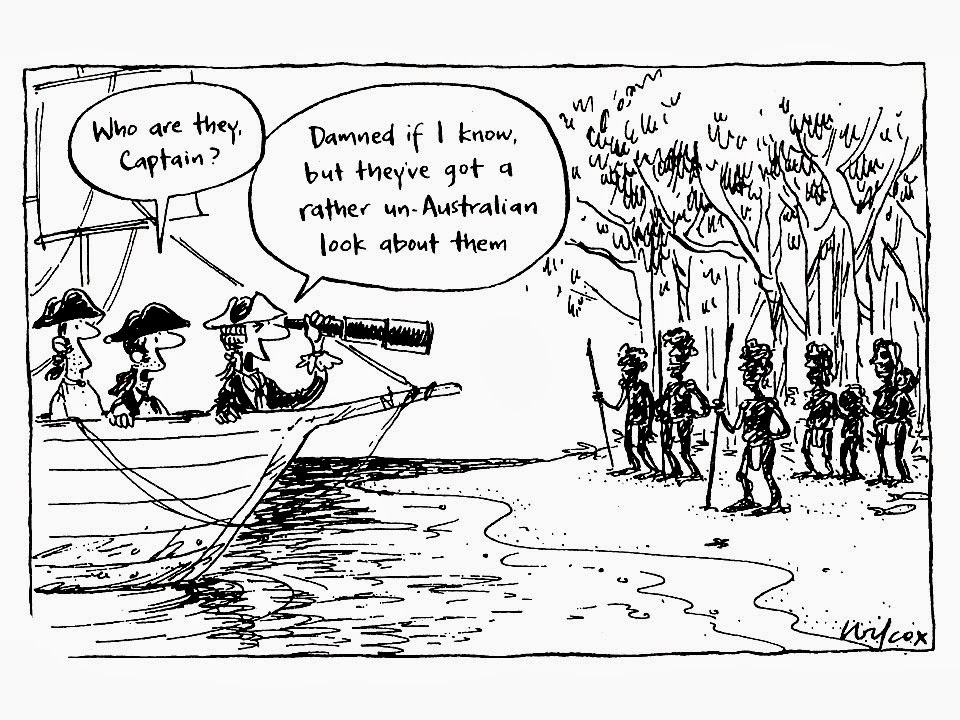 Who are they,
Captain?
Damned if I know,
but they've got a
rather un-Australian
look about them
Wilcox